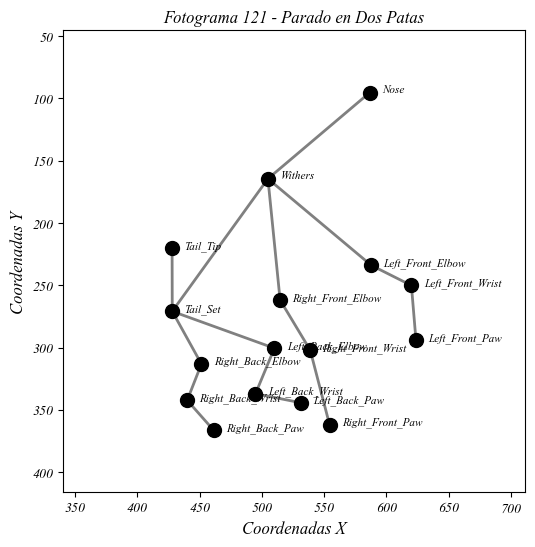 Fotograma 121 - Parado en Dos Patas
50
100
150
200
250
300
350
400
Coordenadas Y
Nose
Withers
Tail_Tip
Left_Front_Elbow
Left_Front_Wrist
Right_Front_Elbow
Tail_Set
Left_Front_Paw
Left_Back_Elbow
Right_Front_Wrist
Right_Back_Elbow
Left_Back_Wrist
Right_Back_Wrist
Left_Back_Paw
Right_Front_Paw
Right_Back_Paw
350 400 450 500 550 600 650 700
Coordenadas X